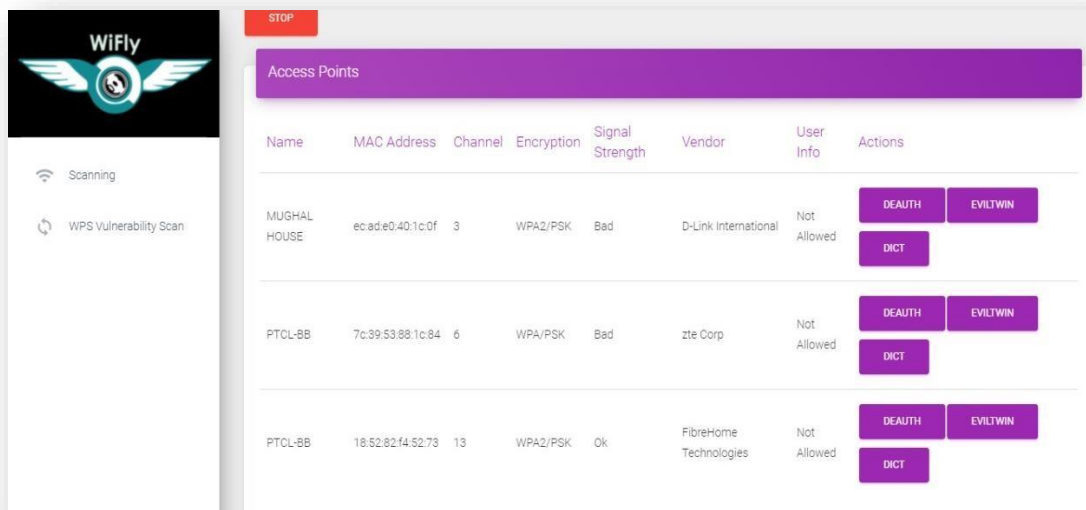 STOP
WiFly
Access Points
Name MAC Address Channel Encryption Signal Strength Vendor User Info Actions
Scanning
WPS Vulnerability Scan
MUGHAL HOUSE ec:ad:e0:40:1c:0f 3 WPA2/PSK Bad D-Link International Not Allowed DEAUTH EVILTWIN
DICT
PTCL-BB 7c:39:53:88:1c:84 6 WPA/PSK Bad zte Corp Not Allowed DEAUTH EVILTWIN
DICT
PTCL-BB 18:52:82:f4:52:73 13 WPA2/PSK Ok FibreHome Technologies Not Allowed DEAUTH EVILTWIN
DICT